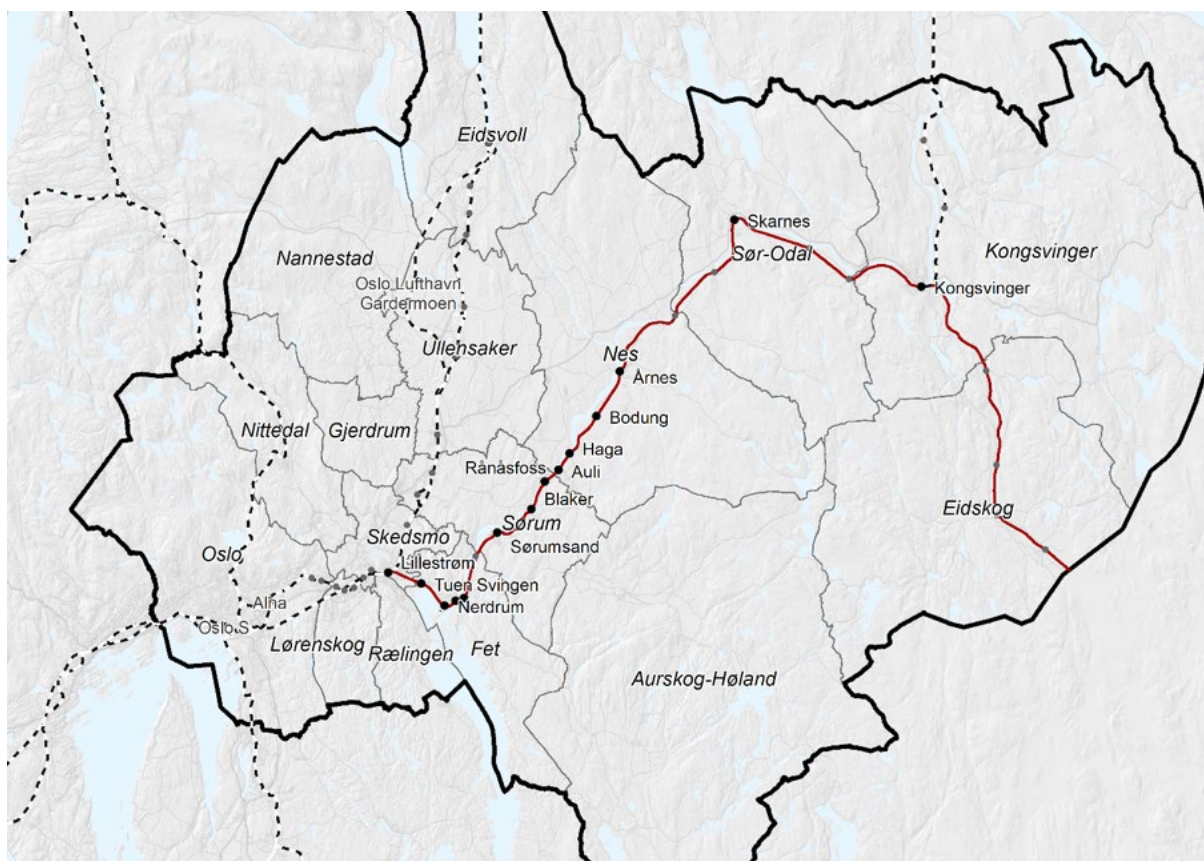 Eidsvoll
Skarnes
Sør-Odal
Kongsvinger
Nannestad
Oslo Lufthavn
Gardermoen
Kongsvinger
Ullensaker
Nes
Årnes
Bodung
Nittedal
Gjerdrum
Haga
Rånåsfoss
Auli
Blaker
Eidskog
Skedsmo
Sørum
Sørumsand
Oslo
Lillestrøm
Tuen Svingen
Nerdrum
Alna
Oslo S
Lørenskog
Rælingen
Fet
Aurskog-Høland